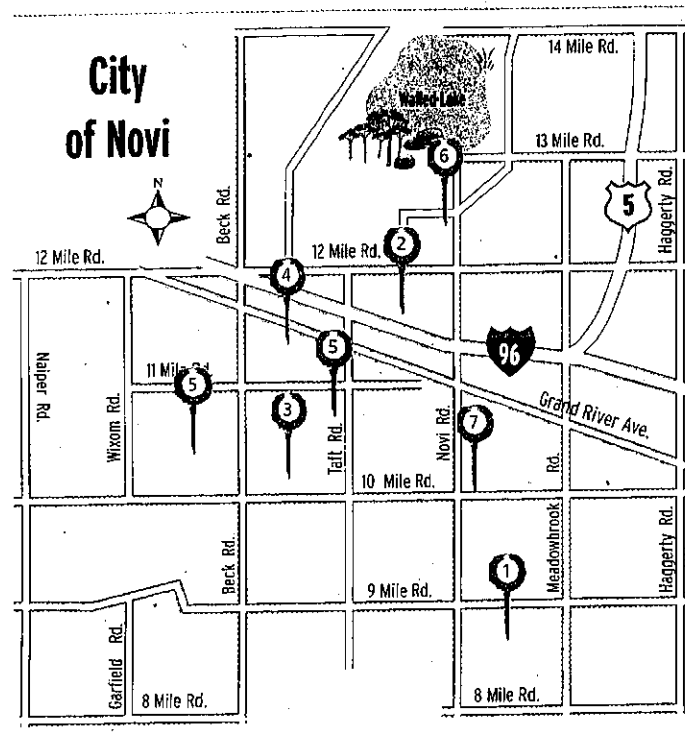 City
of Novi
N
14 Mile Rd.
Walled Lake
13 Mile Rd.
6
5
Haggerty Rd.
Beck Rd.
12 Mile Rd.
12 Mile Rd.
2
4
5
96
11 Mile Rd.
5
3
7
Naiper Rd.
Wixom Rd.
Taft Rd.
Novi Rd.
Grand River Ave.
10 Mile Rd.
Meadowbrook Rd.
Haggerty Rd.
Beck Rd.
1
9 Mile Rd.
Garfield Rd.
8 Mile Rd.
8 Mile Rd.